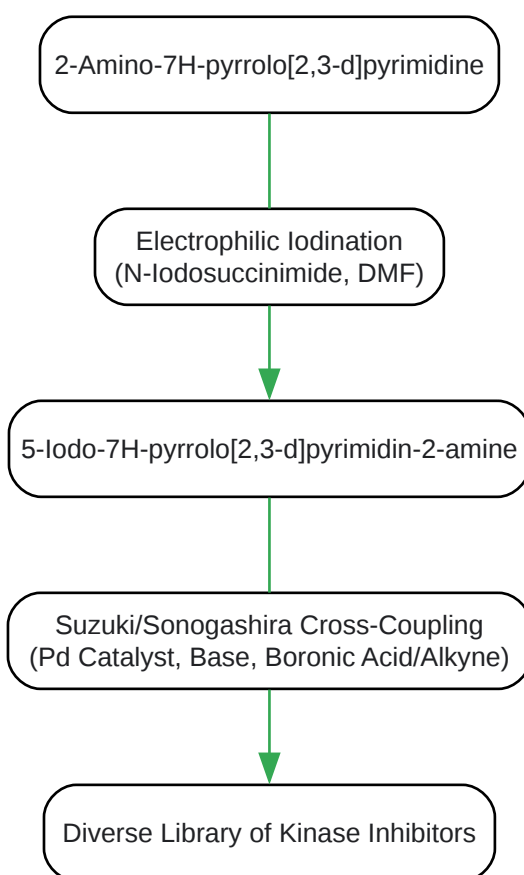 2-Amino-7H-pyrrolo[2,3-d]pyrimidine
Electrophilic Iodination
(N-Iodosuccinimide, DMF)
5-Iodo-7H-pyrrolo[2,3-d]pyrimidin-2-amine
Suzuki/Sonogashira Cross-Coupling
(Pd Catalyst, Base, Boronic Acid/Alkyne)
Diverse Library of Kinase Inhibitors